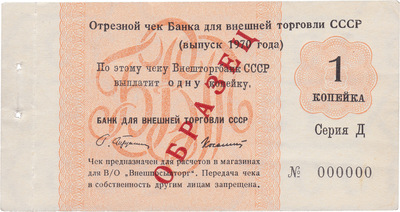 Отрезной чек Банка для внешней торговли СССР
(выпуск 1970 года)
По этому чеку Внешторгбанк СССР
выплатит одну копейку.
ОБРАЗЕЦ
1
КОПЕЙКА
БАНК ДЛЯ ВНЕШНЕЙ ТОРГОВЛИ СССР
Серия Д
Чек предназначен для расчетов в магазинах
для В/О „Внешпосылторг". Передача чека
в собственность другим лицам запрещена.
№ 000000